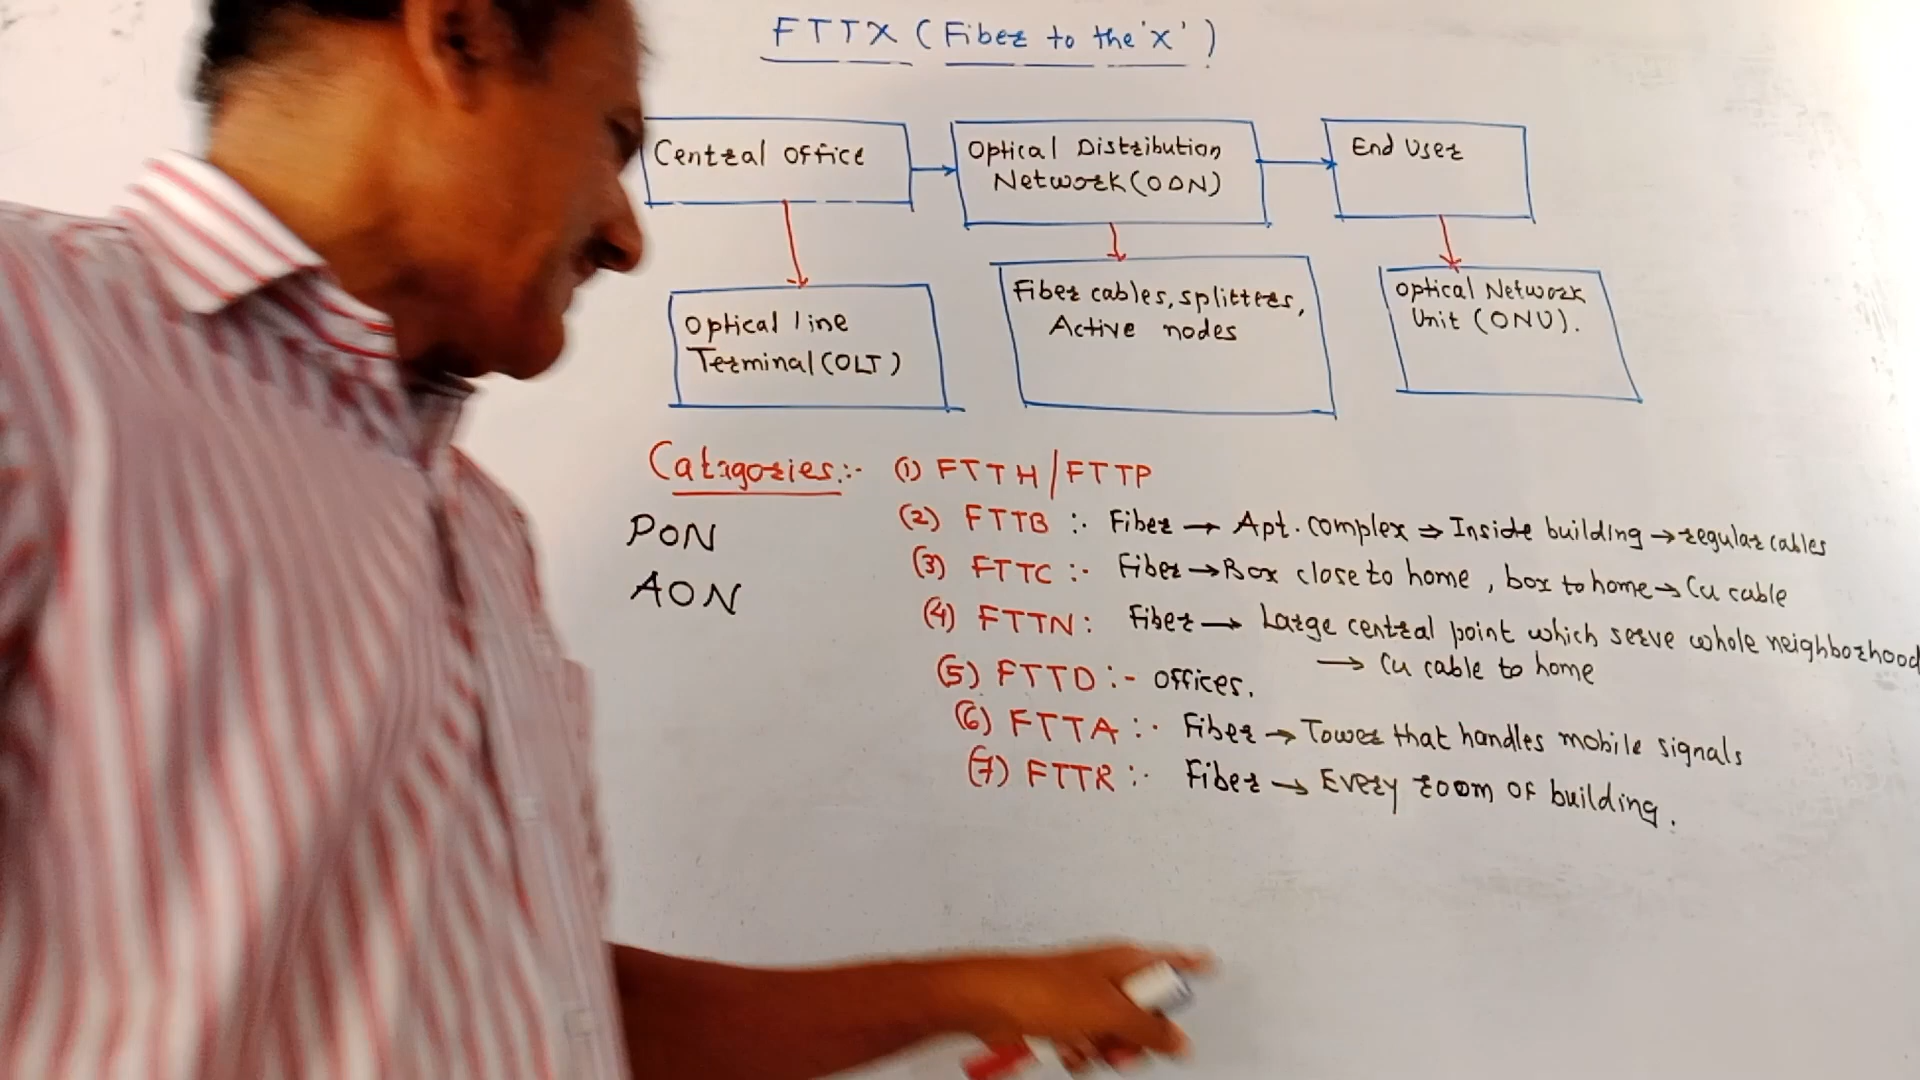 FTTX (Fiber to the 'x')
Central office
Optical Distribution
Network (ODN)
End User
Optical line
Terminal (OLT)
Fiber cables, splitters,
Active nodes
Optical Network
Unit (ONU).
Catagories:- (1) FTTH/FTTP
PON
AON
(2) FTTB :- Fiber → Apt. complex ⇒ Inside building → regular cables
(3) FTTC :- Fiber → Box close to home, box to home → Cu cable
(4) FTTN : Fiber → Large central point which serve whole neighborhood
→ Cu cable to home
(5) FTTD :- offices.
(6) FTTA :- Fiber → Tower that handles mobile signals
(7) FTTR :- Fiber → Every room of building.